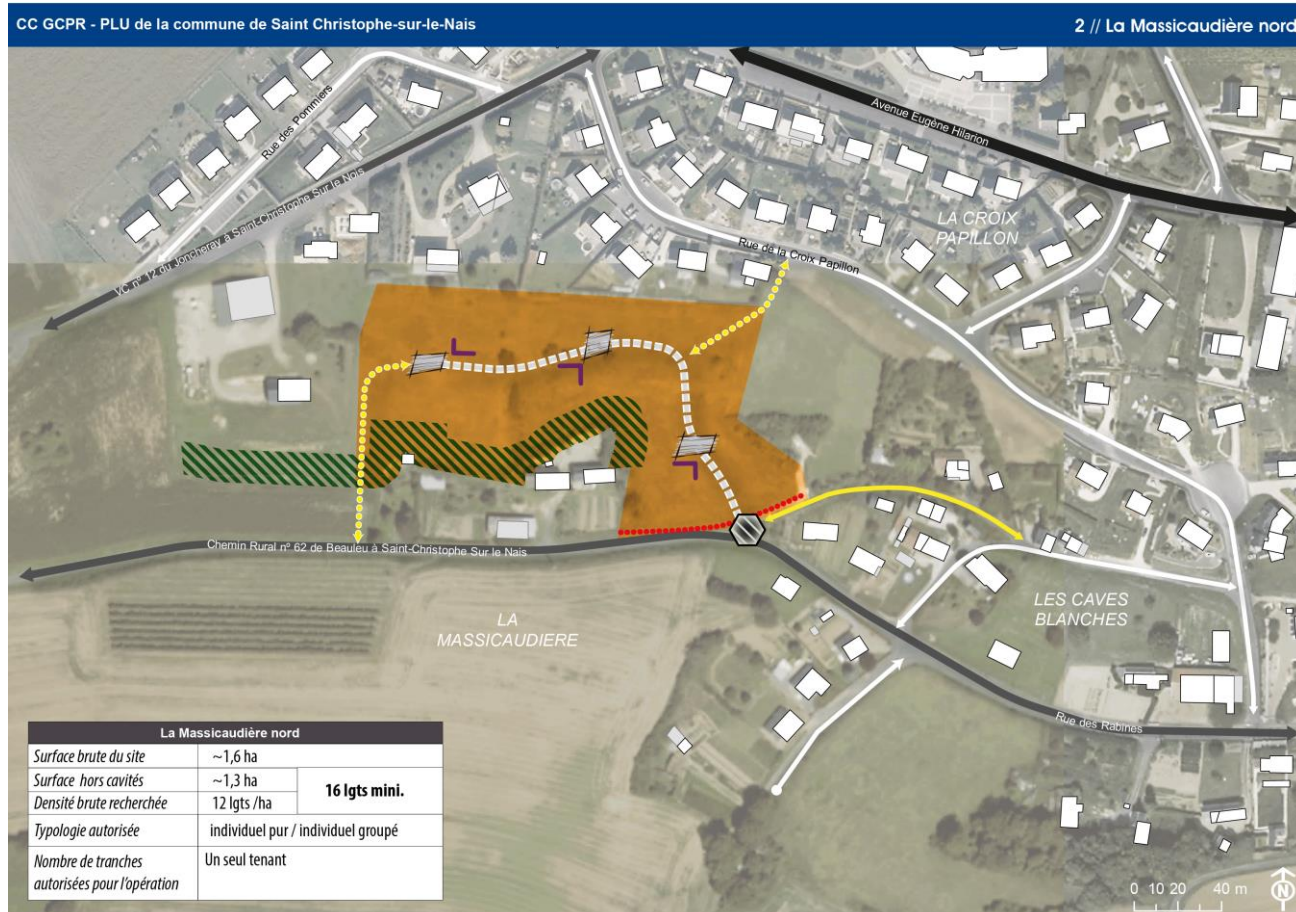 CC GCPR - PLU de la commune de Saint Christophe-sur-le-Nais
2 // La Massicaudière nord
Rue des Pommiers
Avenue Eugène Hilarion
VC n° 12 du Joncheray à Saint-Christophe Sur le Nois
LA CROIX
PAPILLON
Rue de la Croix Papillon
Chemin Rural n° 62 de Beauleu à Saint-Christophe Sur le Nais
LA
MASSICAUDIERE
LES CAVES
BLANCHES
Rue des Rabines
La Massicaudière nord
Surface brute du site ~1,6 ha
Surface hors cavités ~1,3 ha
16 lgts mini.
Densité brute recherchée 12 lgts /ha
Typologie autorisée individuel pur / individuel groupé
Nombre de tranches Un seul tenant
autorisées pour l'opération
0 10 20 40 m
N